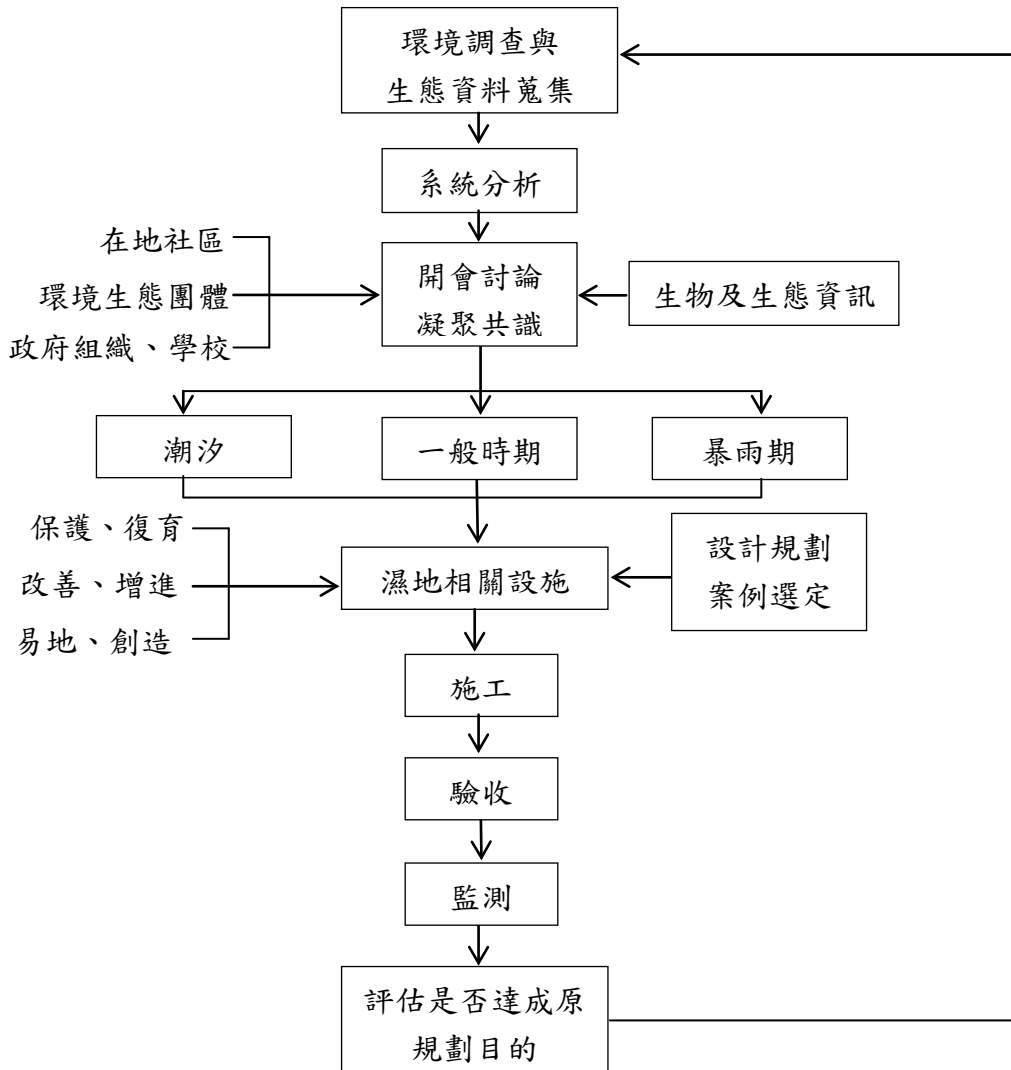 環境調查與
生態資料蒐集
系統分析
在地社區
環境生態團體
政府組織、學校
開會討論
凝聚共識
生物及生態資訊
潮汐
一般時期
暴雨期
保護、復育
改善、增進
易地、創造
濕地相關設施
設計規劃
案例選定
施工
驗收
監測
評估是否達成原
規劃目的